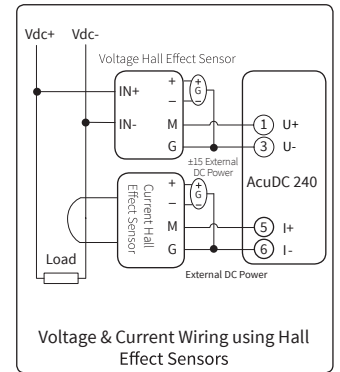 Vdc+ Vdc-
Voltage Hall Effect Sensor
IN+
IN-
+
−
M
G
+
G
−
±15 External
DC Power
1 U+
3 U-
AcuDC 240
Current Hall
Effect Sensor
+
−
M
G
+
G
−
5 I+
6 I-
Load
External DC Power
Voltage & Current Wiring using Hall
Effect Sensors